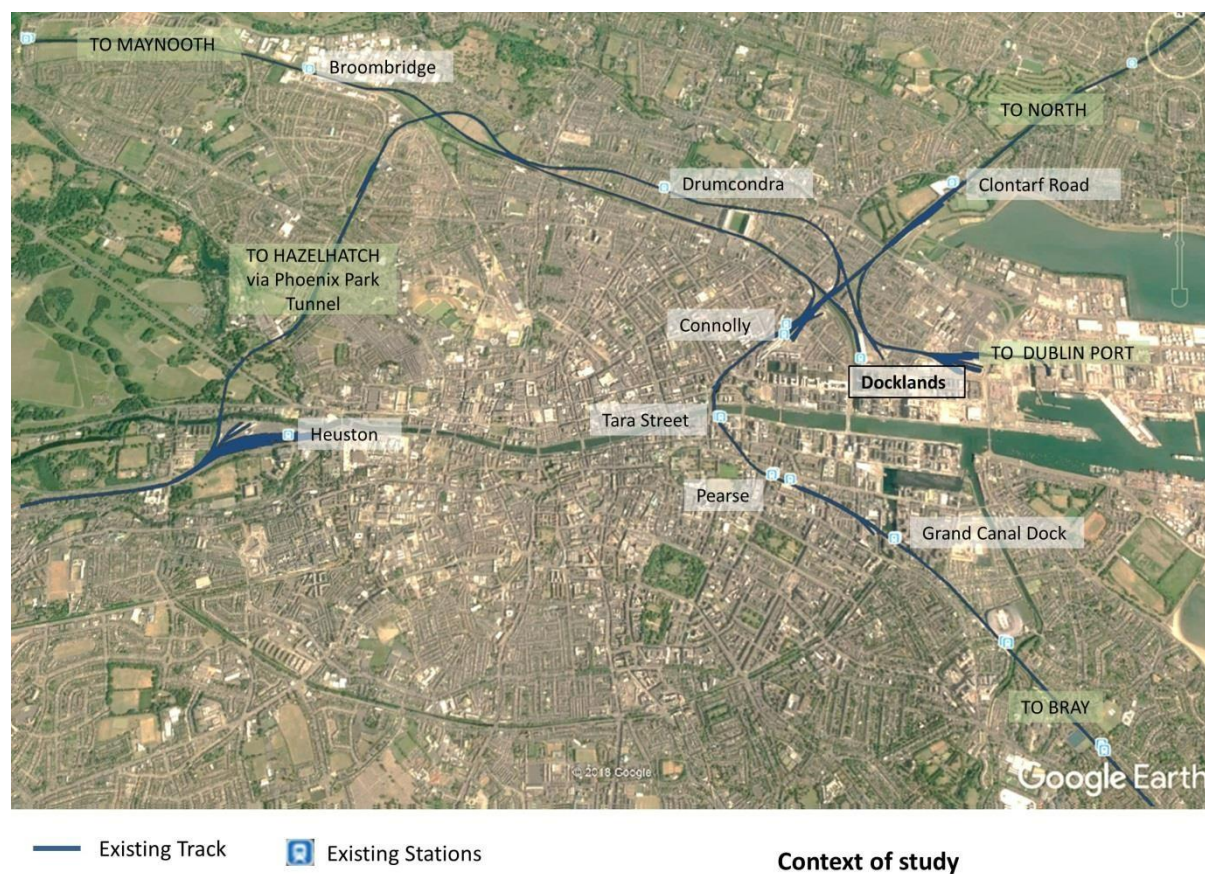 TO MAYNOOTH
Broombridge
TO NORTH
Drumcondra
Clontarf Road
TO HAZELHATCH
via Phoenix Park
Tunnel
Connolly
TO DUBLIN PORT
Docklands
Tara Street
Heuston
Pearse
Grand Canal Dock
TO BRAY
© 2018 Google
Google Earth
Existing Track
Existing Stations
Context of study